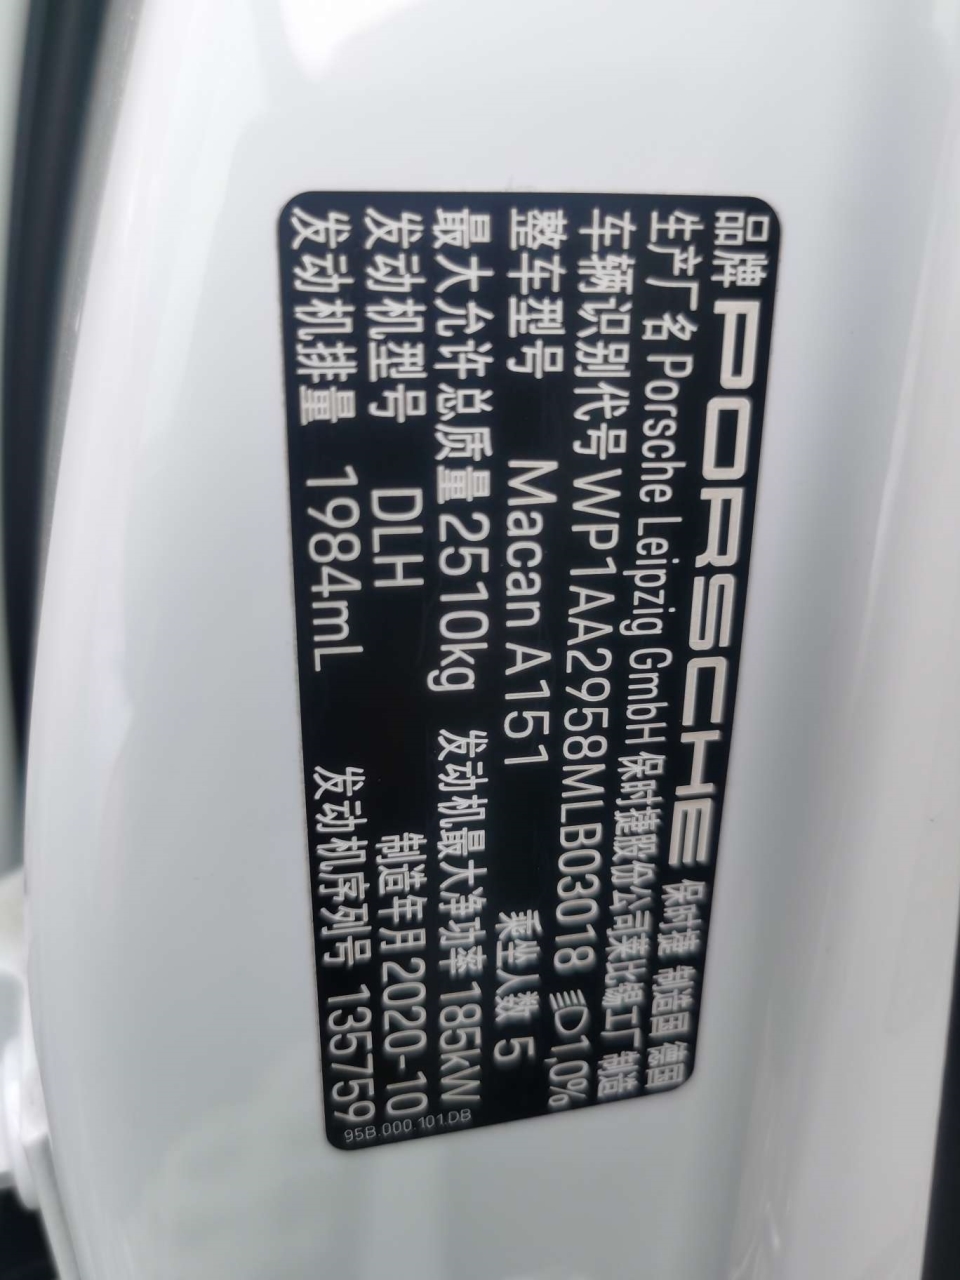 品牌 PORSCHE 保时捷 制造国 德国
生产厂名 Porsche Leipzig GmbH 保时捷股份公司莱比锡工厂 制造
车辆识别代号 WP1AA2958MLB03018 1,0%
整车型号 Macan A151 乘坐人数 5
最大允许总质量 2510kg 发动机最大净功率 185kW
发动机型号 DLH 制造年月 2020-10
发动机排量 1984mL 发动机序列号 135759
95B.000.101.DB